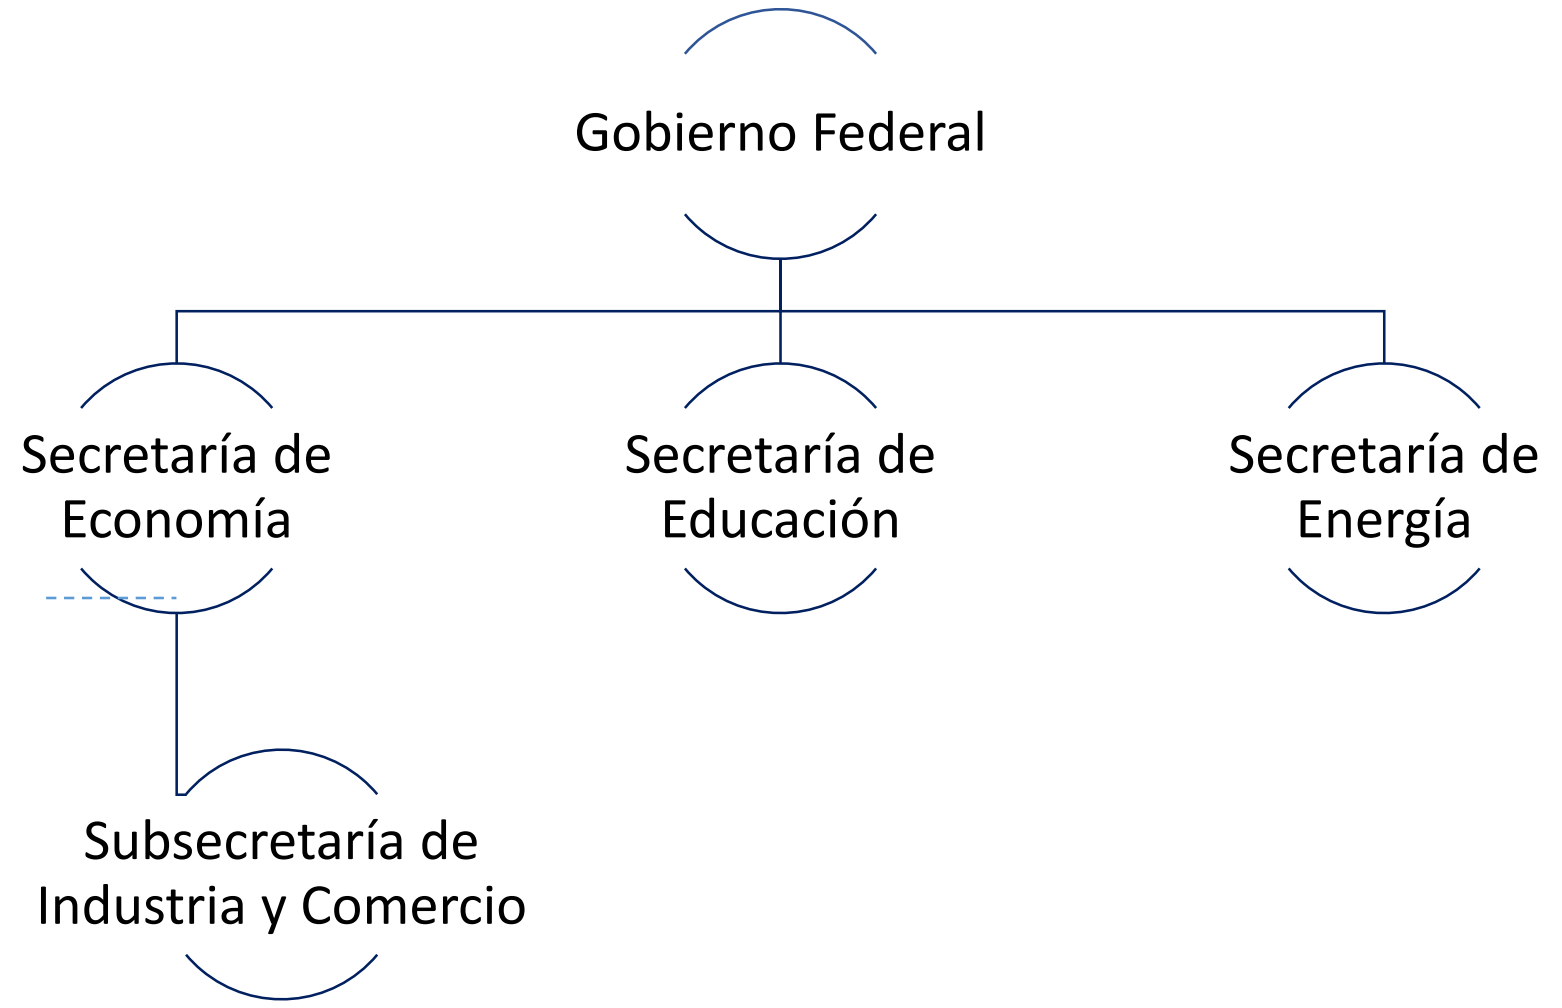 Gobierno Federal
Secretaría de
Economía
Secretaría de
Educación
Secretaría de
Energía
Subsecretaría de
Industria y Comercio